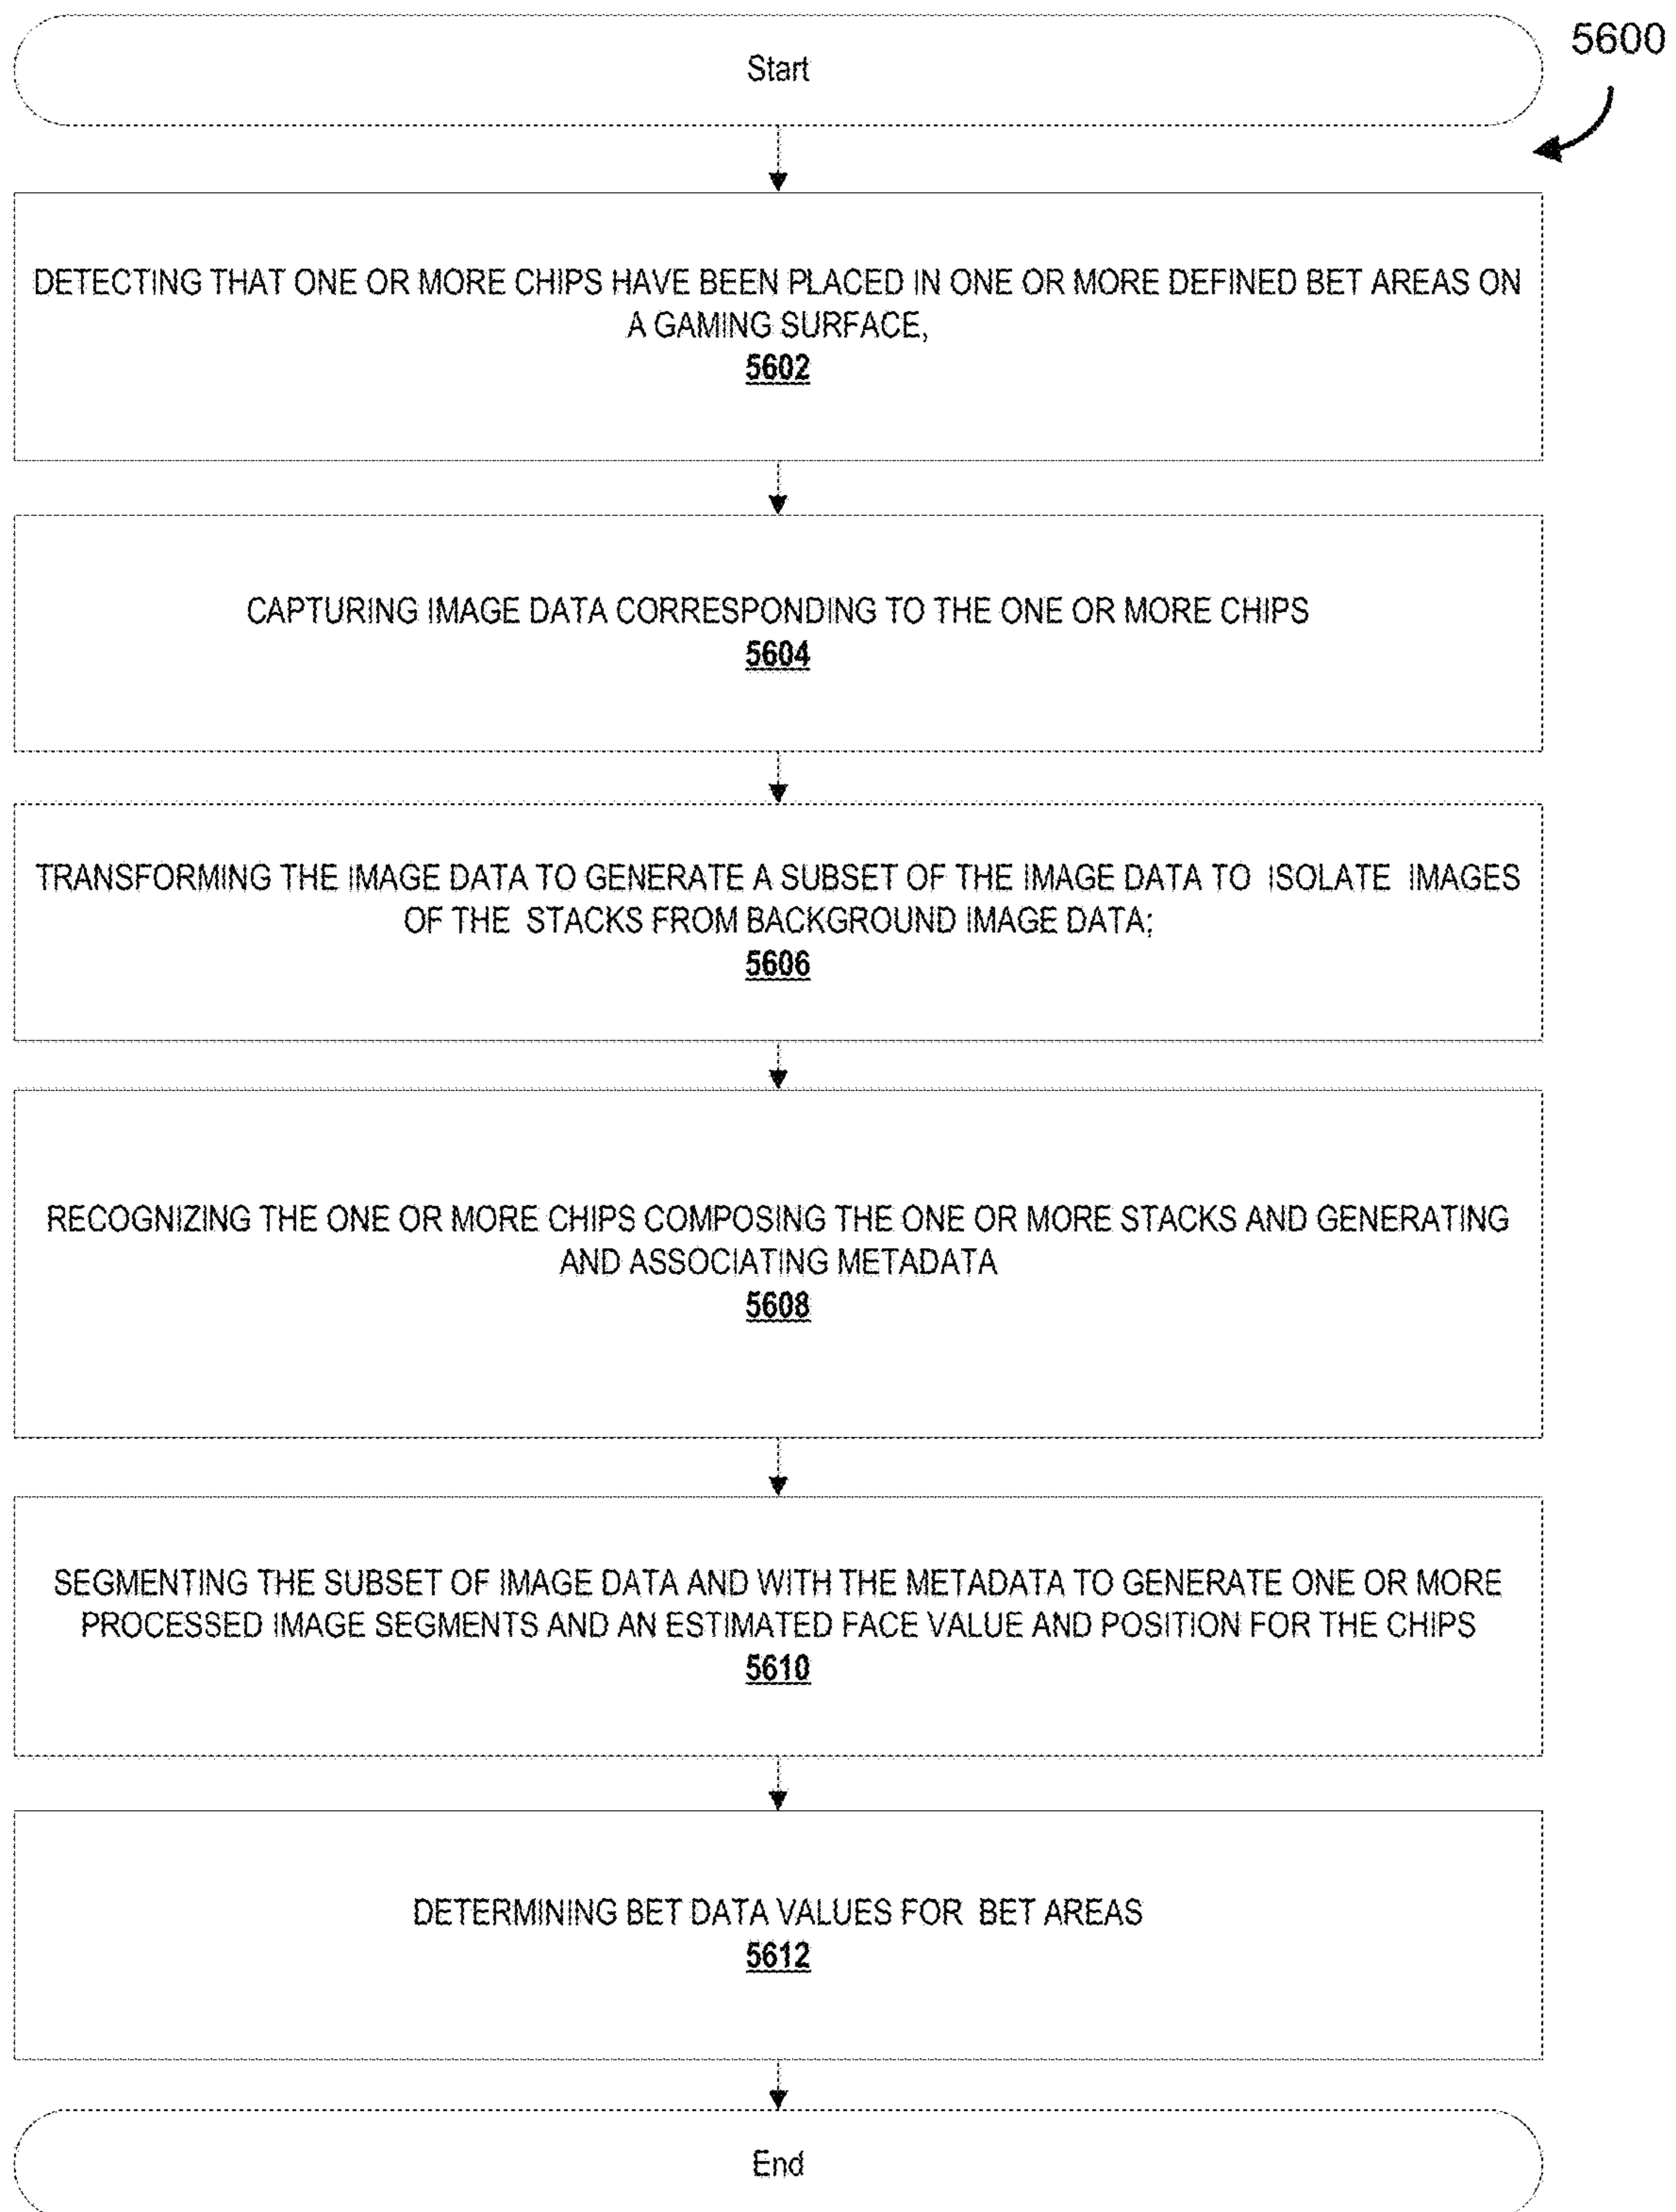 5600
Start
DETECTING THAT ONE OR MORE CHIPS HAVE BEEN PLACED IN ONE OR MORE DEFINED BET AREAS ON
A GAMING SURFACE,
5602
CAPTURING IMAGE DATA CORRESPONDING TO THE ONE OR MORE CHIPS
5604
TRANSFORMING THE IMAGE DATA TO GENERATE A SUBSET OF THE IMAGE DATA TO ISOLATE IMAGES
OF THE STACKS FROM BACKGROUND IMAGE DATA;
5606
RECOGNIZING THE ONE OR MORE CHIPS COMPOSING THE ONE OR MORE STACKS AND GENERATING
AND ASSOCIATING METADATA
5608
SEGMENTING THE SUBSET OF IMAGE DATA AND WITH THE METADATA TO GENERATE ONE OR MORE
PROCESSED IMAGE SEGMENTS AND AN ESTIMATED FACE VALUE AND POSITION FOR THE CHIPS
5610
DETERMINING BET DATA VALUES FOR BET AREAS
5612
End